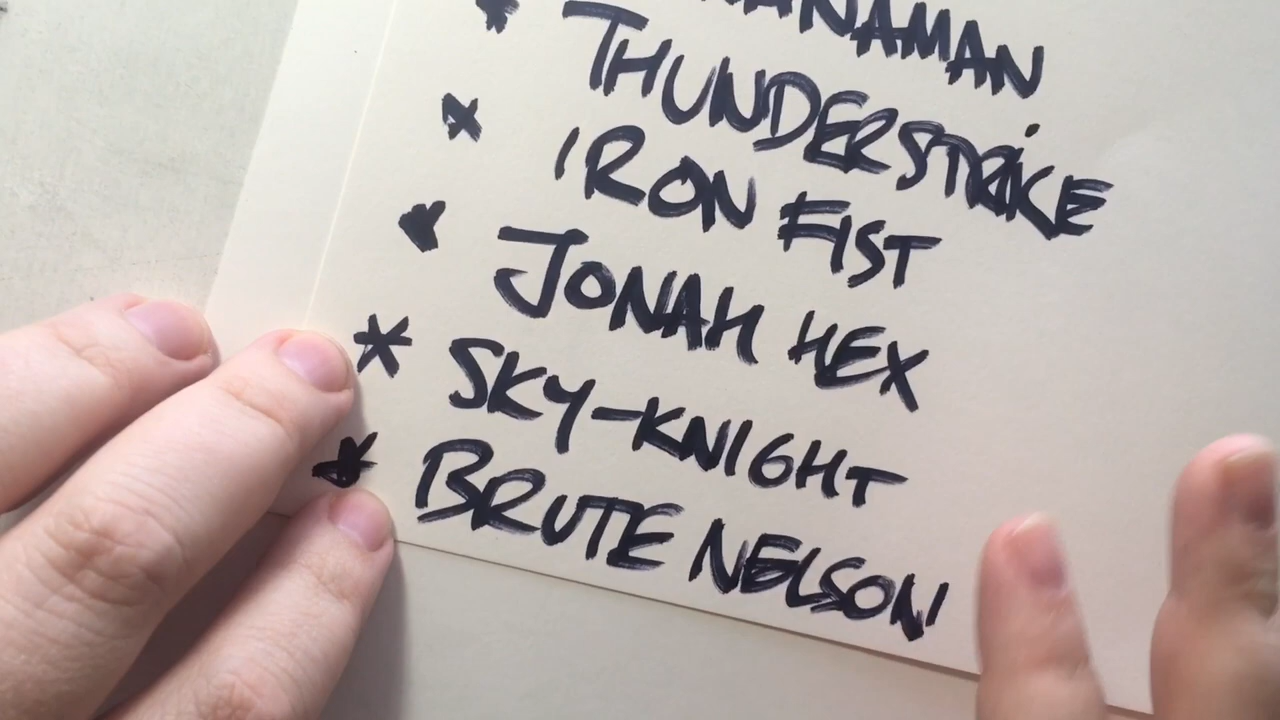 THUNDERSTRIKE
* IRON FIST
* JONAH HEX
* SKY-KNIGHT
* BRUTE NELSON